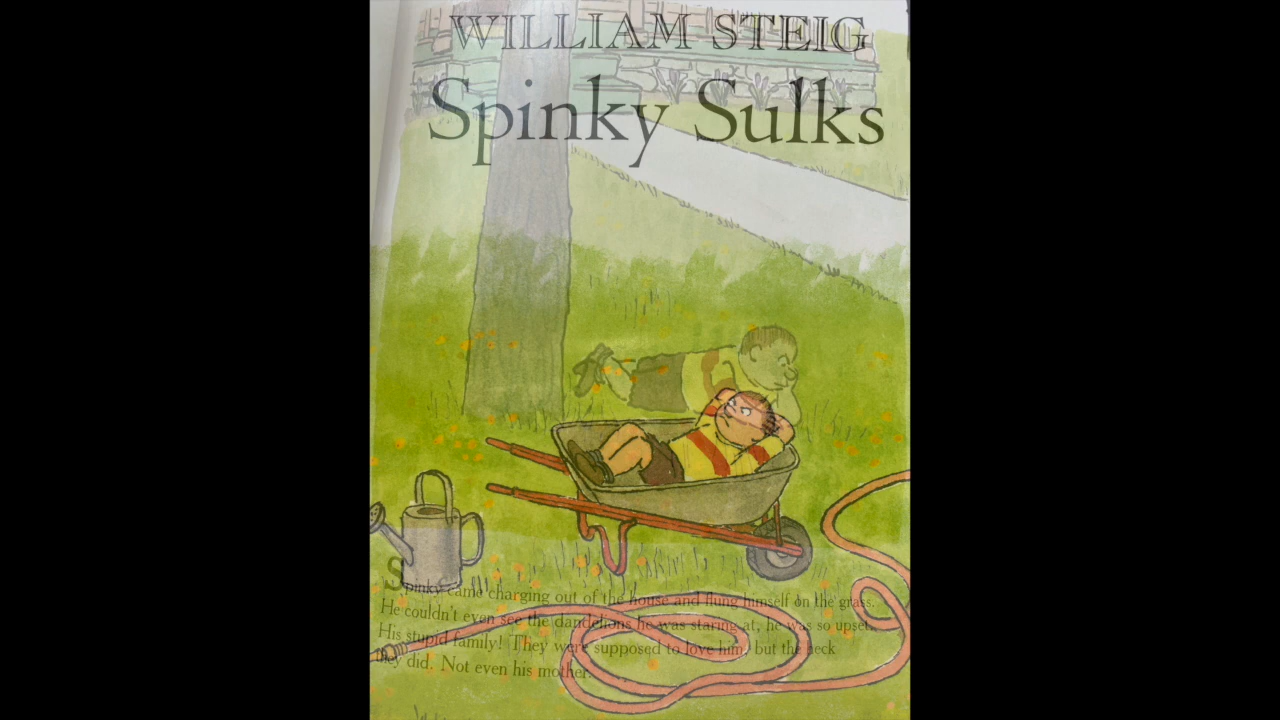 WILLIAM STEIG
Spinky Sulks
Spinky came charging out of the house and flung himself on the grass.
He couldn't even see the dandelions he was staring at, he was so upset.
His stupid family! They were supposed to love him, but the heck
they did. Not even his mother.